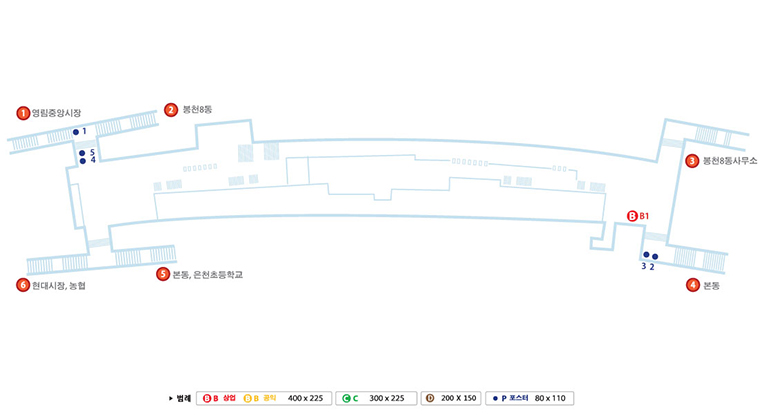 1 영림중앙시장
2 봉천8동
1
5
4
3 봉천8동사무소
B B1
3 2
6 현대시장, 농협
5 본동, 은천초등학교
4 본동
▶ 범례 B B 상업 B B 공익 400 x 225 C C 300 x 225 D 200 X 150 P 포스터 80 x 110